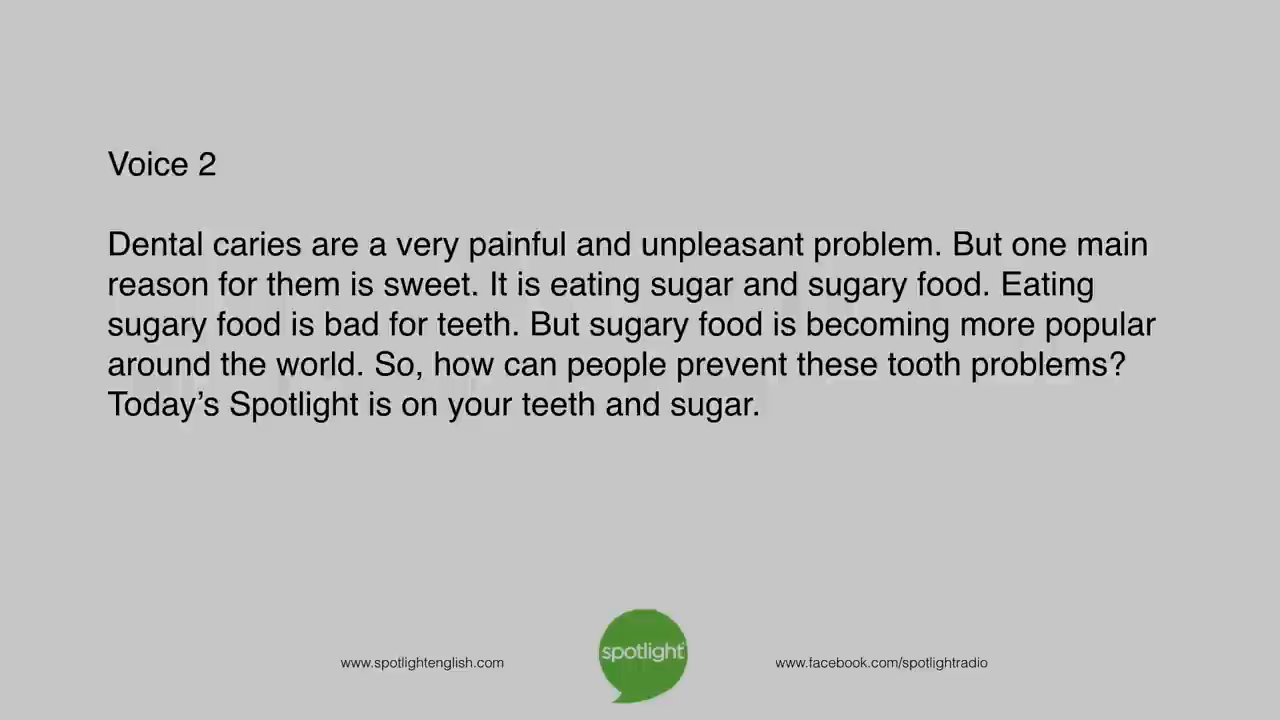 Voice 2
Dental caries are a very painful and unpleasant problem. But one main
reason for them is sweet. It is eating sugar and sugary food. Eating
sugary food is bad for teeth. But sugary food is becoming more popular
around the world. So, how can people prevent these tooth problems?
Today’s Spotlight is on your teeth and sugar.
www.spotlightenglish.com
spotlight
www.facebook.com/spotlightradio